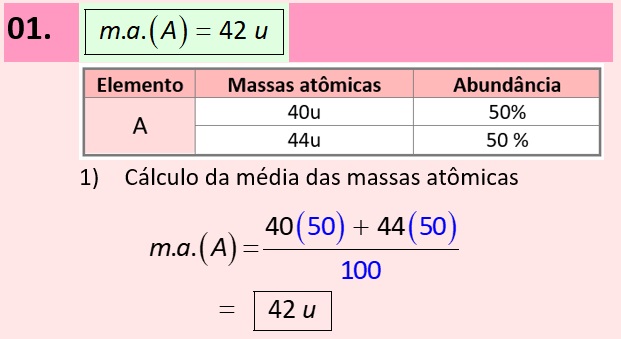 01. m.a.(A) = 42 u
Elemento Massas atômicas Abundância
A 40u 50%
44u 50 %
1) Cálculo da média das massas atômicas
m.a.(A) = 40(50) + 44(50)
100
= 42 u